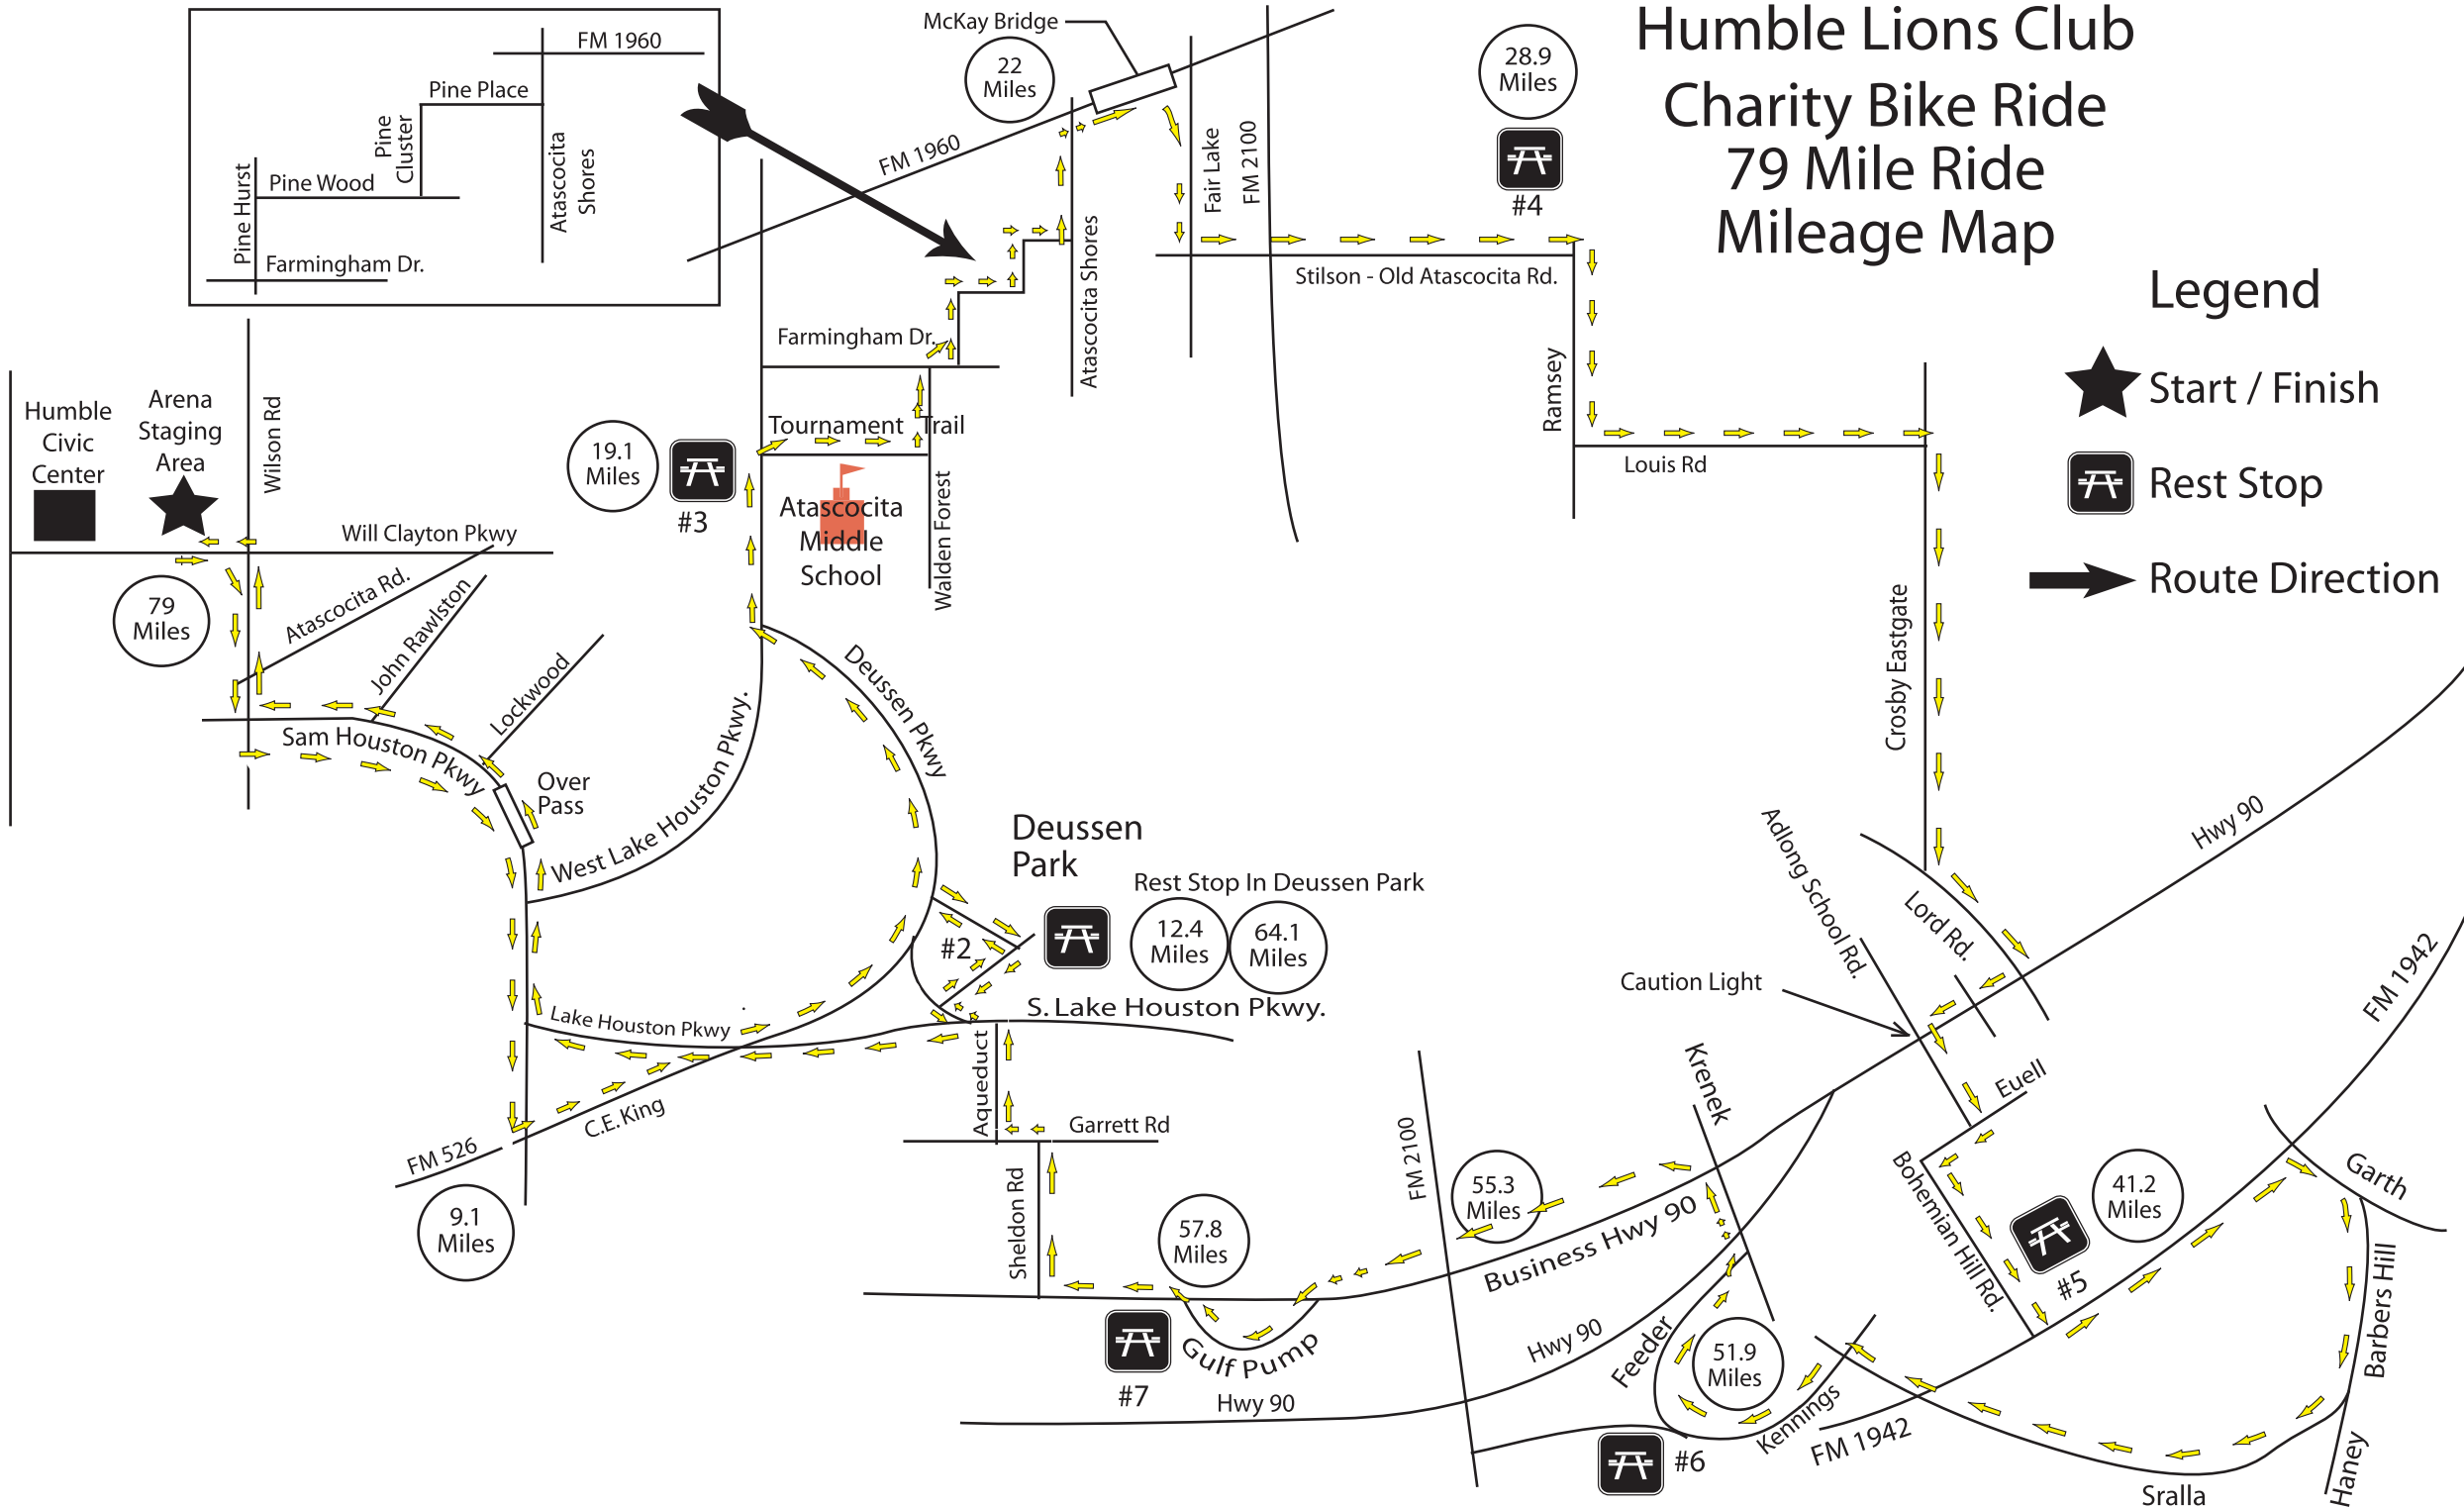 Humble Lions Club
Charity Bike Ride
79 Mile Ride
Mileage Map
Legend
Start / Finish
Rest Stop
Route Direction
FM 1960
Pine Place
Pine
Cluster
Atascocita
Shores
Pine Wood
Pine Hurst
Farmingham Dr.
McKay Bridge
22
Miles
FM 1960
Fair Lake
FM 2100
28.9
Miles
#4
Stilson - Old Atascocita Rd.
Atascocita Shores
Farmingham Dr.
Ramsey
Louis Rd
Humble
Civic
Center
Arena
Staging
Area
Wilson Rd
Will Clayton Pkwy
79
Miles
Atascocita Rd.
John Rawlston
Lockwood
Sam Houston Pkwy
Over
Pass
19.1
Miles
#3
Tournament Trail
Atascocita
Middle
School
Walden Forest
West Lake Houston Pkwy.
Deussen Pkwy
Deussen
Park
Rest Stop In Deussen Park
#2
12.4
Miles
64.1
Miles
S. Lake Houston Pkwy.
Lake Houston Pkwy
C.E. King
FM 526
9.1
Miles
Aqueduct
Garrett Rd
Sheldon Rd
57.8
Miles
#7
Gulf Pump
Hwy 90
FM 2100
55.3
Miles
Business Hwy 90
Hwy 90
Krenek
Feeder
51.9
Miles
#6
Kennings
FM 1942
Crosby Eastgate
Adlong School Rd.
Lord Rd.
Hwy 90
Caution Light
Euell
Bohemian Hill Rd.
#5
41.2
Miles
FM 1942
Garth
Barbers Hill
Haney
Sralla